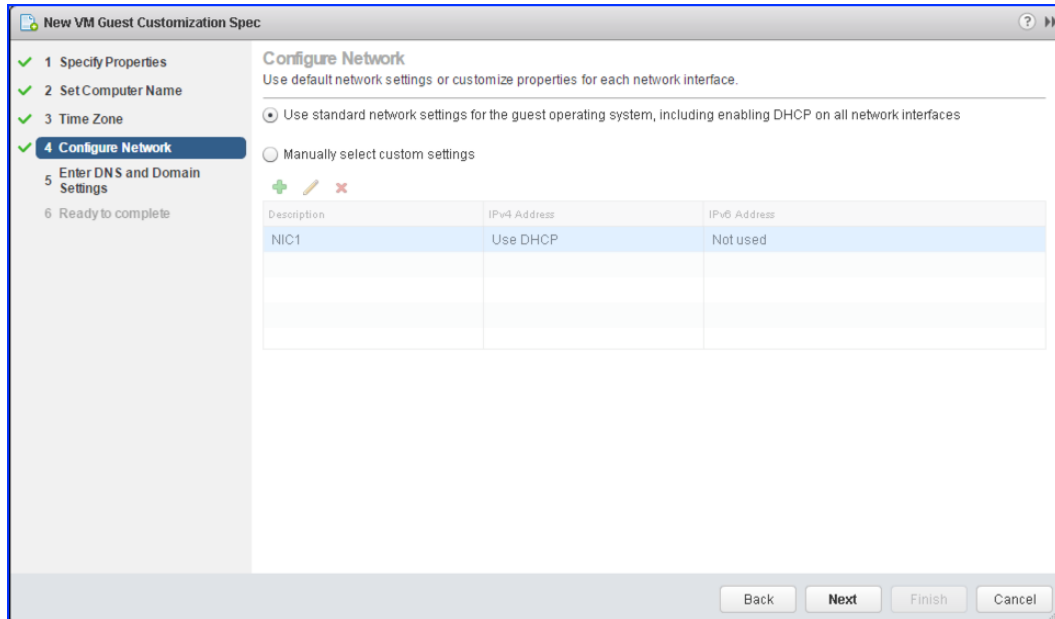 New VM Guest Customization Spec
?
1 Specify Properties
2 Set Computer Name
3 Time Zone
4 Configure Network
5 Enter DNS and Domain
Settings
6 Ready to complete
Configure Network
Use default network settings or customize properties for each network interface.
Use standard network settings for the guest operating system, including enabling DHCP on all network interfaces
Manually select custom settings
Description IPv4 Address IPv6 Address
NIC1 Use DHCP Not used
Back Next Finish Cancel